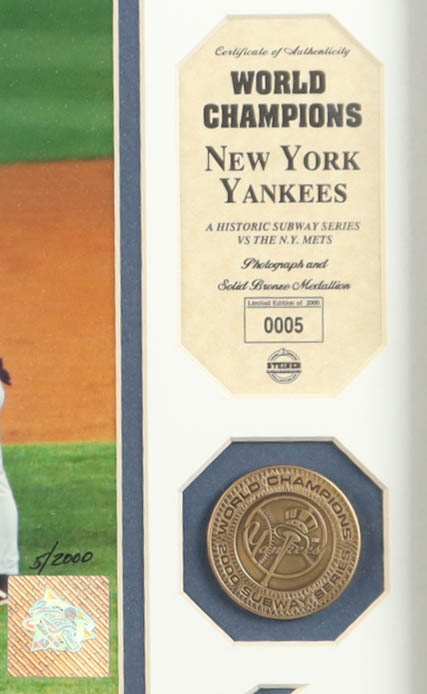 Certificate of Authenticity
WORLD
CHAMPIONS
NEW YORK
YANKEES
A HISTORIC SUBWAY SERIES
VS THE N.Y. METS
Photograph and
Solid Bronze Medallion
Limited Edition of 2000
0005
STEINER
WORLD CHAMPIONS
Yankees
2000 SUBWAY SERIES
5/2000